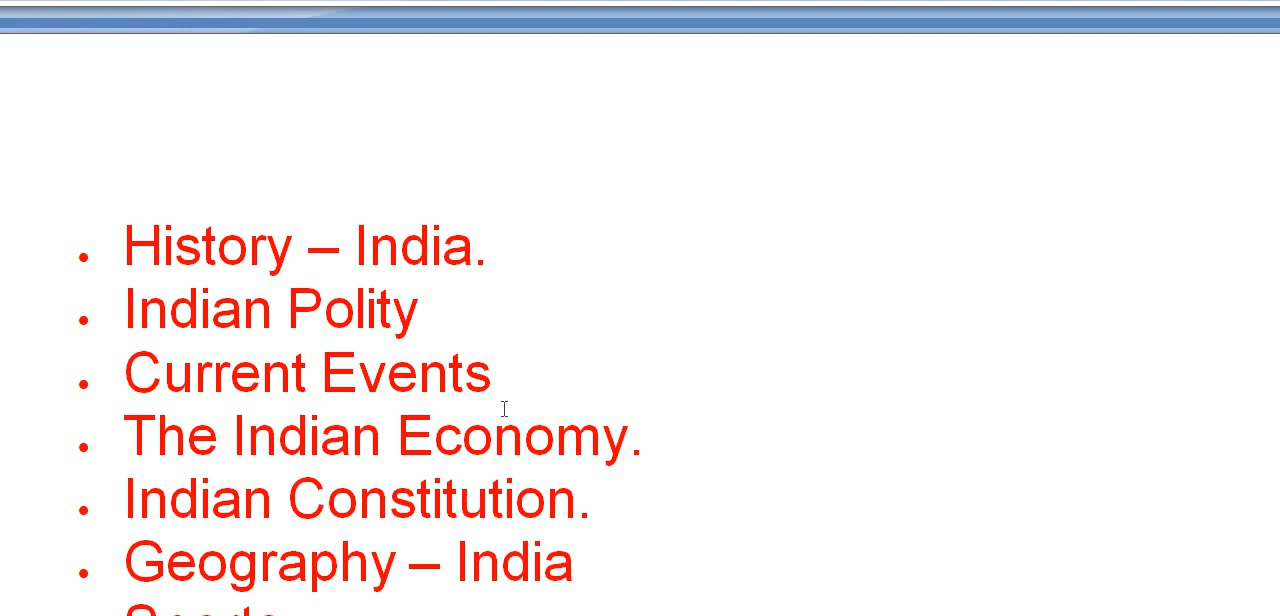 • History – India.
• Indian Polity
• Current Events
• The Indian Economy.
• Indian Constitution.
• Geography – India